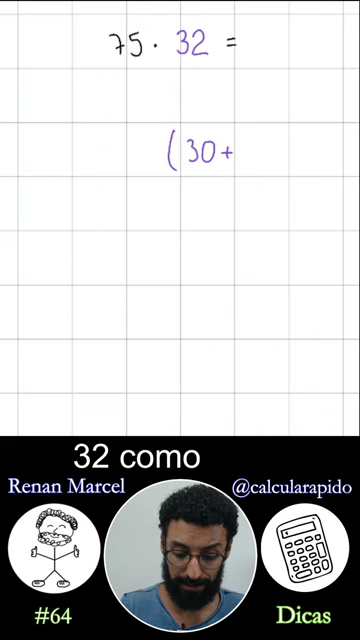 75 · 32 =
(30+
32 como
Renan Marcel
@calcularapido
#64
Dicas